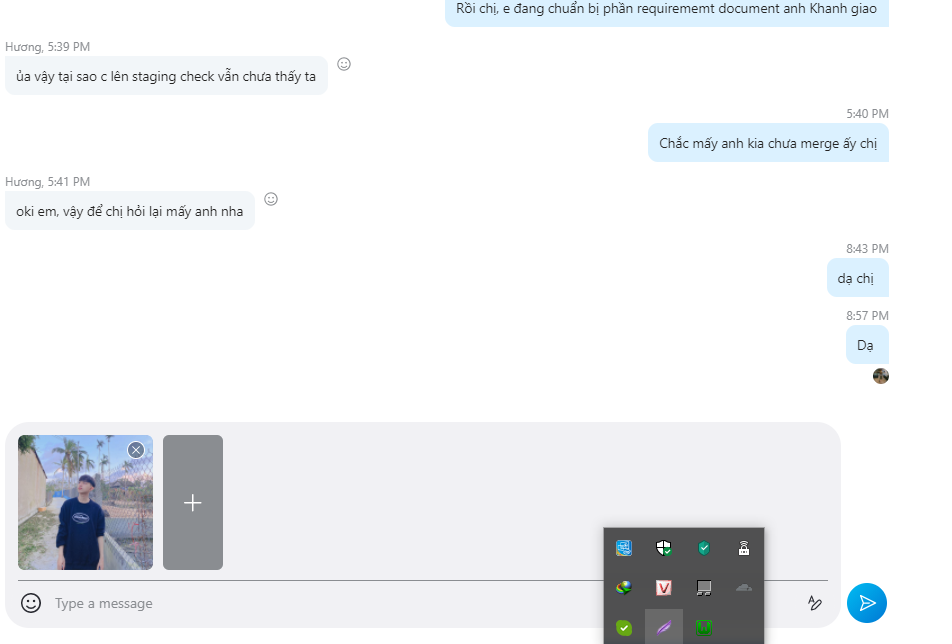 Rồi chị, e đang chuẩn bị phần requirememt document anh Khanh giao
Hương, 5:39 PM
ủa vậy tại sao c lên staging check vẫn chưa thấy ta
5:40 PM
Chắc mấy anh kia chưa merge ấy chị
Hương, 5:41 PM
oki em, vậy để chị hỏi lại mấy anh nha
8:43 PM
dạ chị
8:57 PM
Dạ
V
Type a message